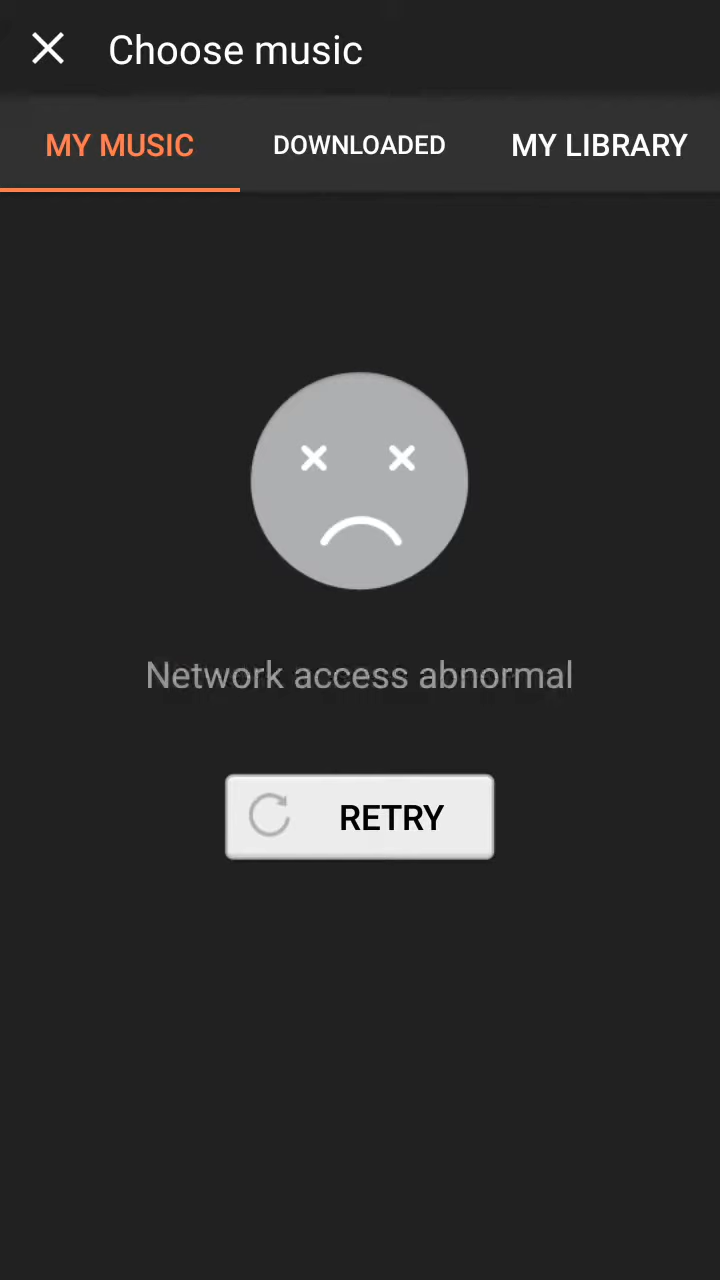 Choose music
MY MUSIC
DOWNLOADED
MY LIBRARY
Network access abnormal
RETRY